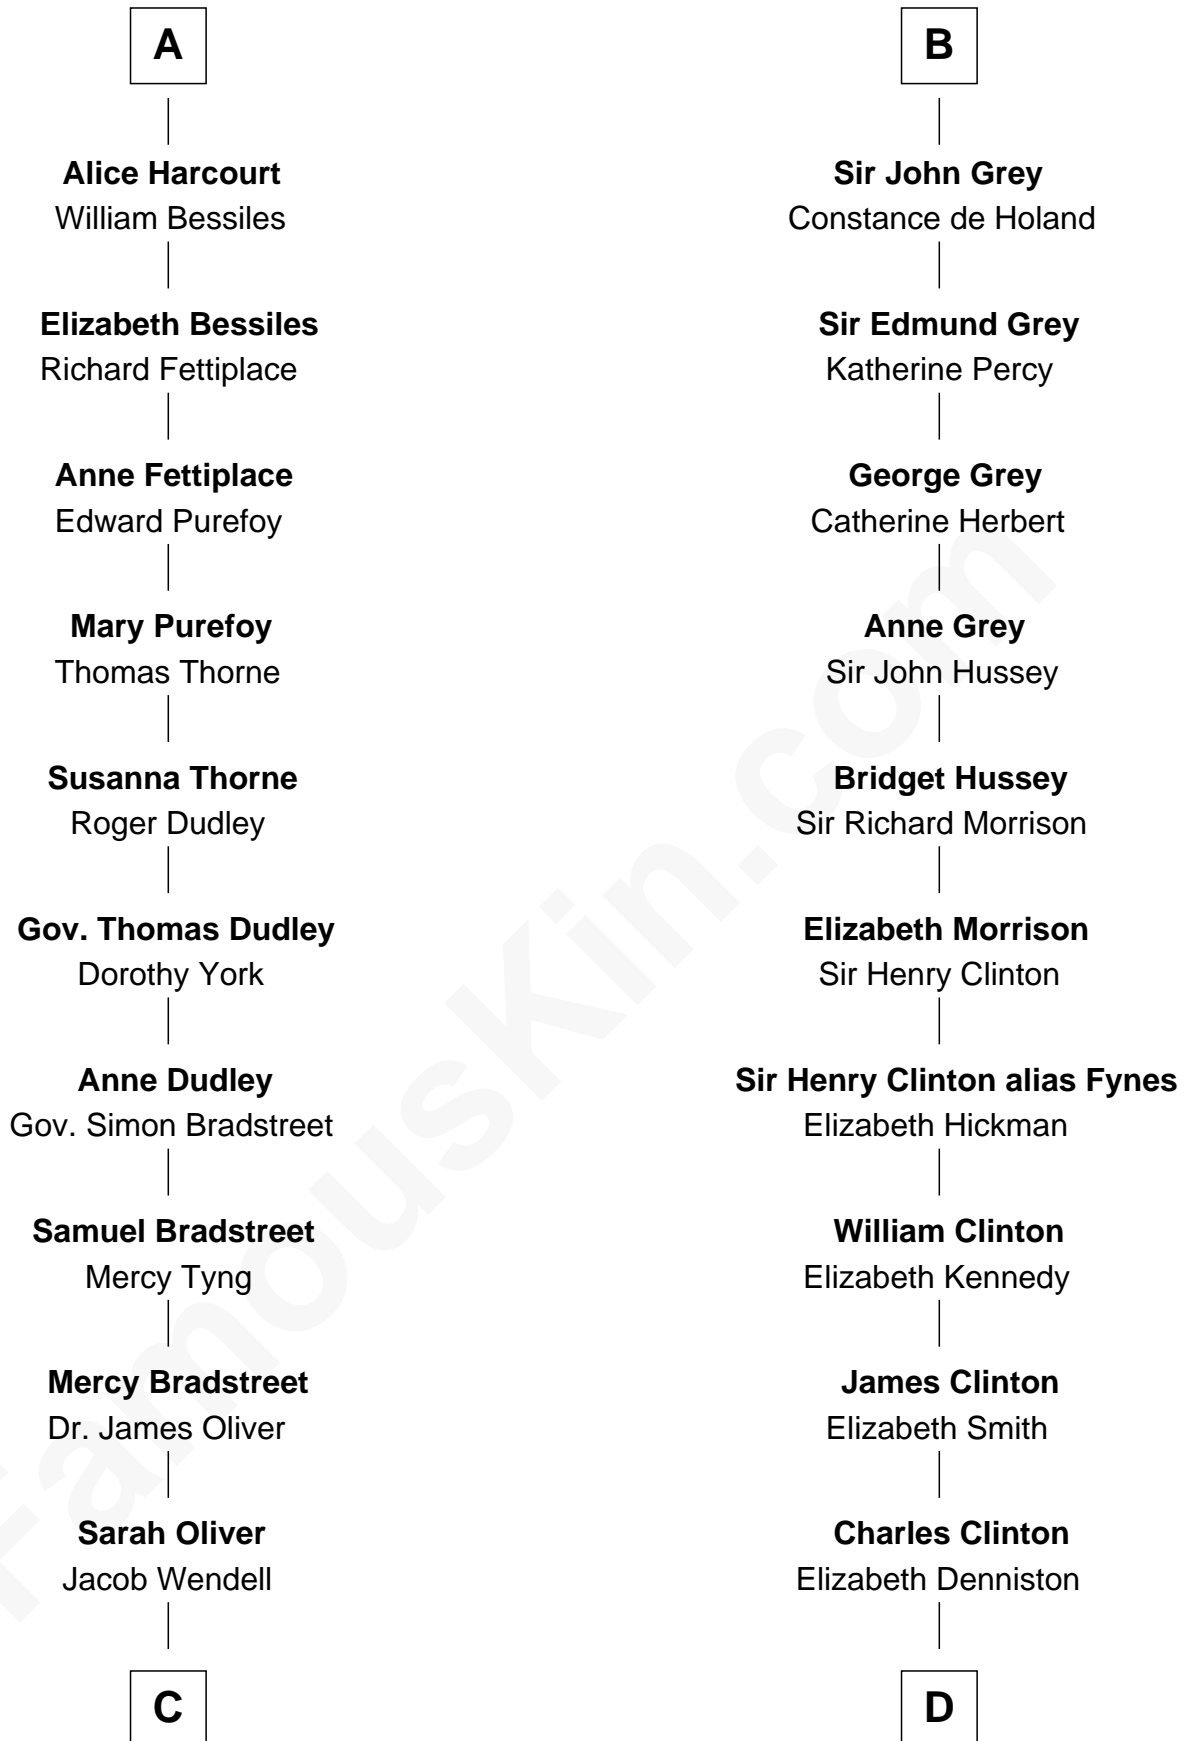 A
Alice Harcourt
William Bessiles
Elizabeth Bessiles
Richard Fettiplace
Anne Fettiplace
Edward Purefoy
Mary Purefoy
Thomas Thorne
Susanna Thorne
Roger Dudley
Gov. Thomas Dudley
Dorothy York
Anne Dudley
Gov. Simon Bradstreet
Samuel Bradstreet
Mercy Tyng
Mercy Bradstreet
Dr. James Oliver
Sarah Oliver
Jacob Wendell
C
B
Sir John Grey
Constance de Holand
Sir Edmund Grey
Katherine Percy
George Grey
Catherine Herbert
Anne Grey
Sir John Hussey
Bridget Hussey
Sir Richard Morrison
Elizabeth Morrison
Sir Henry Clinton
Sir Henry Clinton alias Fynes
Elizabeth Hickman
William Clinton
Elizabeth Kennedy
James Clinton
Elizabeth Smith
Charles Clinton
Elizabeth Denniston
D
FamousKin.com